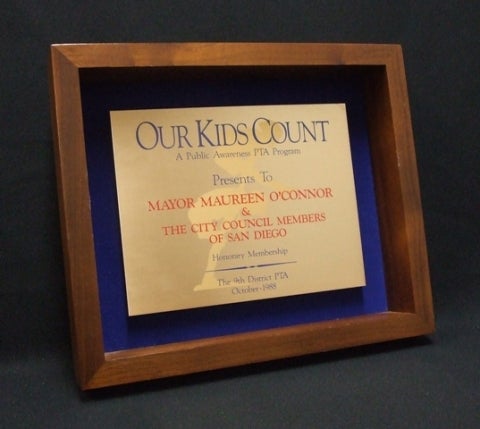 OUR KIDS COUNT
A Public Awareness PTA Program
Presents To
MAYOR MAUREEN O'CONNOR
&
THE CITY COUNCIL MEMBERS
OF SAN DIEGO
Honorary Membership
The 9th District PTA
October-1988